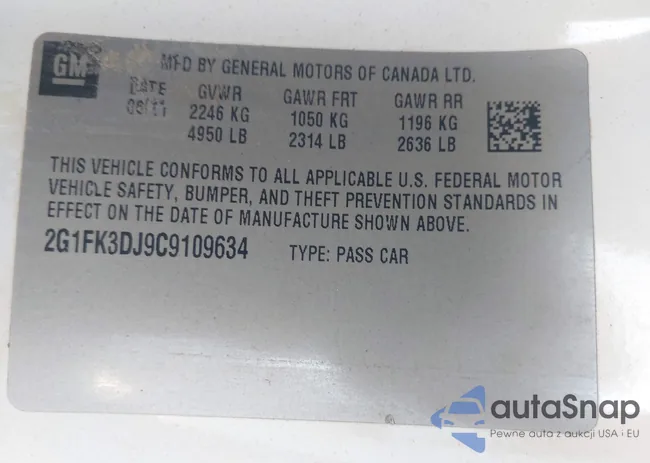 GM
MFD BY GENERAL MOTORS OF CANADA LTD.
DATE GVWR GAWR FRT GAWR RR
08/11 2246 KG 1050 KG 1196 KG
4950 LB 2314 LB 2636 LB
THIS VEHICLE CONFORMS TO ALL APPLICABLE U.S. FEDERAL MOTOR
VEHICLE SAFETY, BUMPER, AND THEFT PREVENTION STANDARDS IN
EFFECT ON THE DATE OF MANUFACTURE SHOWN ABOVE.
2G1FK3DJ9C9109634 TYPE: PASS CAR
autaSnap
Pewne auta z aukcji USA i EU